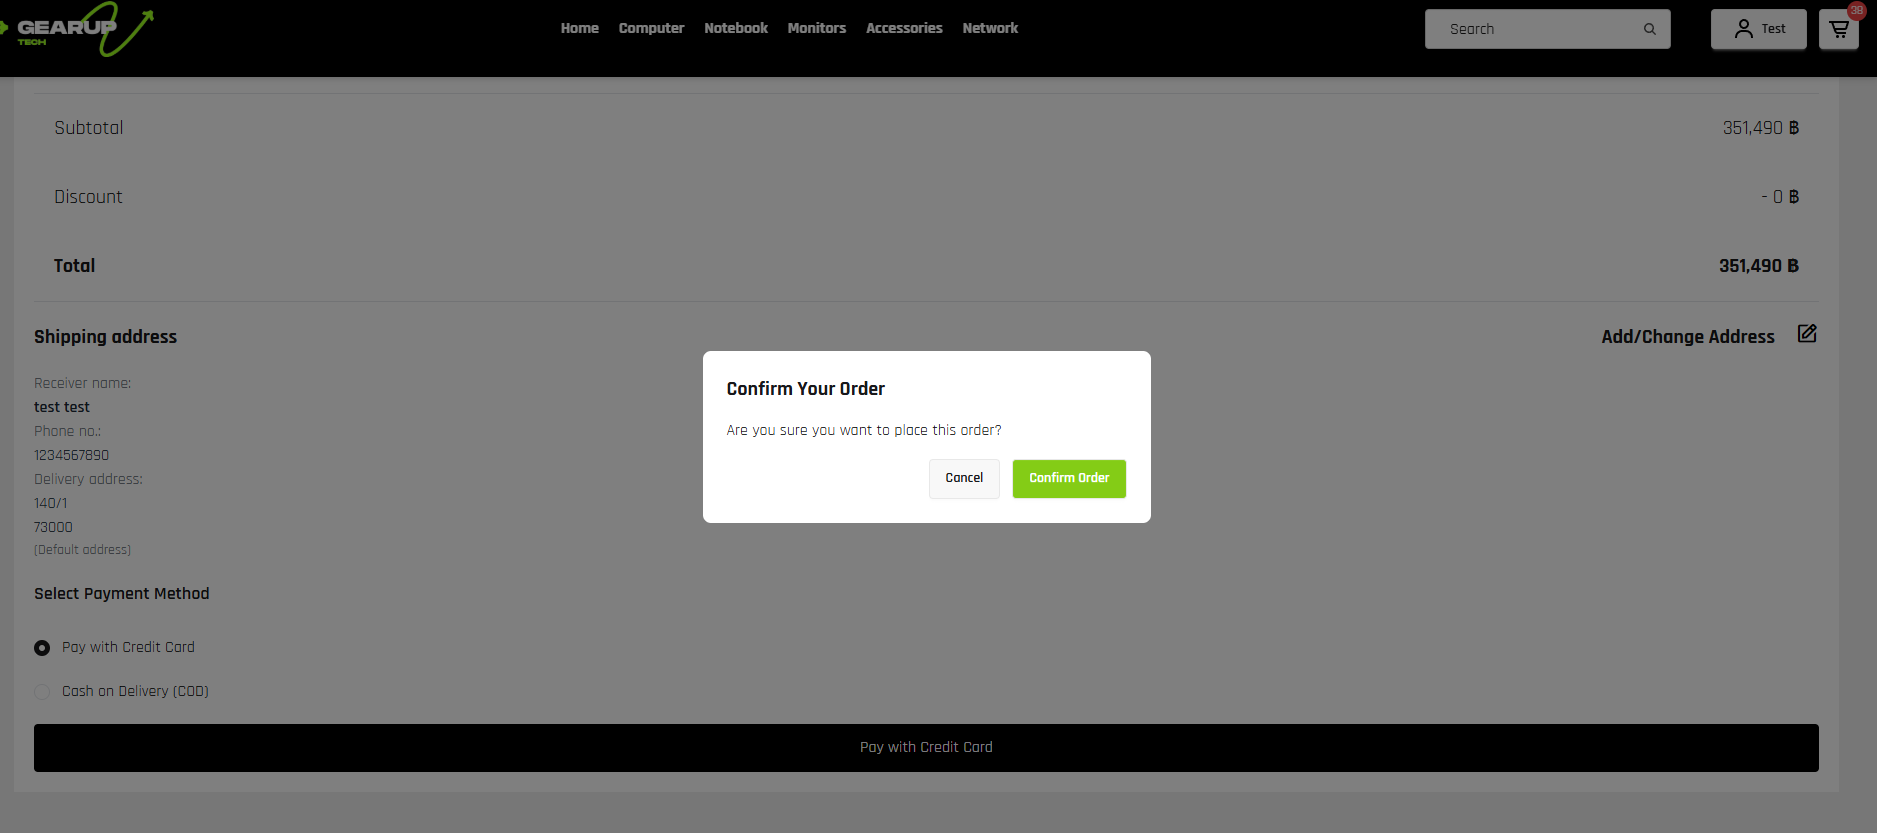 GEARUP
TECH
Home Computer Notebook Monitors Accessories Network
Search
Test
38
Subtotal 351,490 ฿
Discount - 0 ฿
Total 351,490 ฿
Shipping address Add/Change Address
Receiver name:
test test
Phone no.:
1234567890
Delivery address:
140/1
73000
(Default address)
Confirm Your Order
Are you sure you want to place this order?
Cancel Confirm Order
Select Payment Method
Pay with Credit Card
Cash on Delivery (COD)
Pay with Credit Card